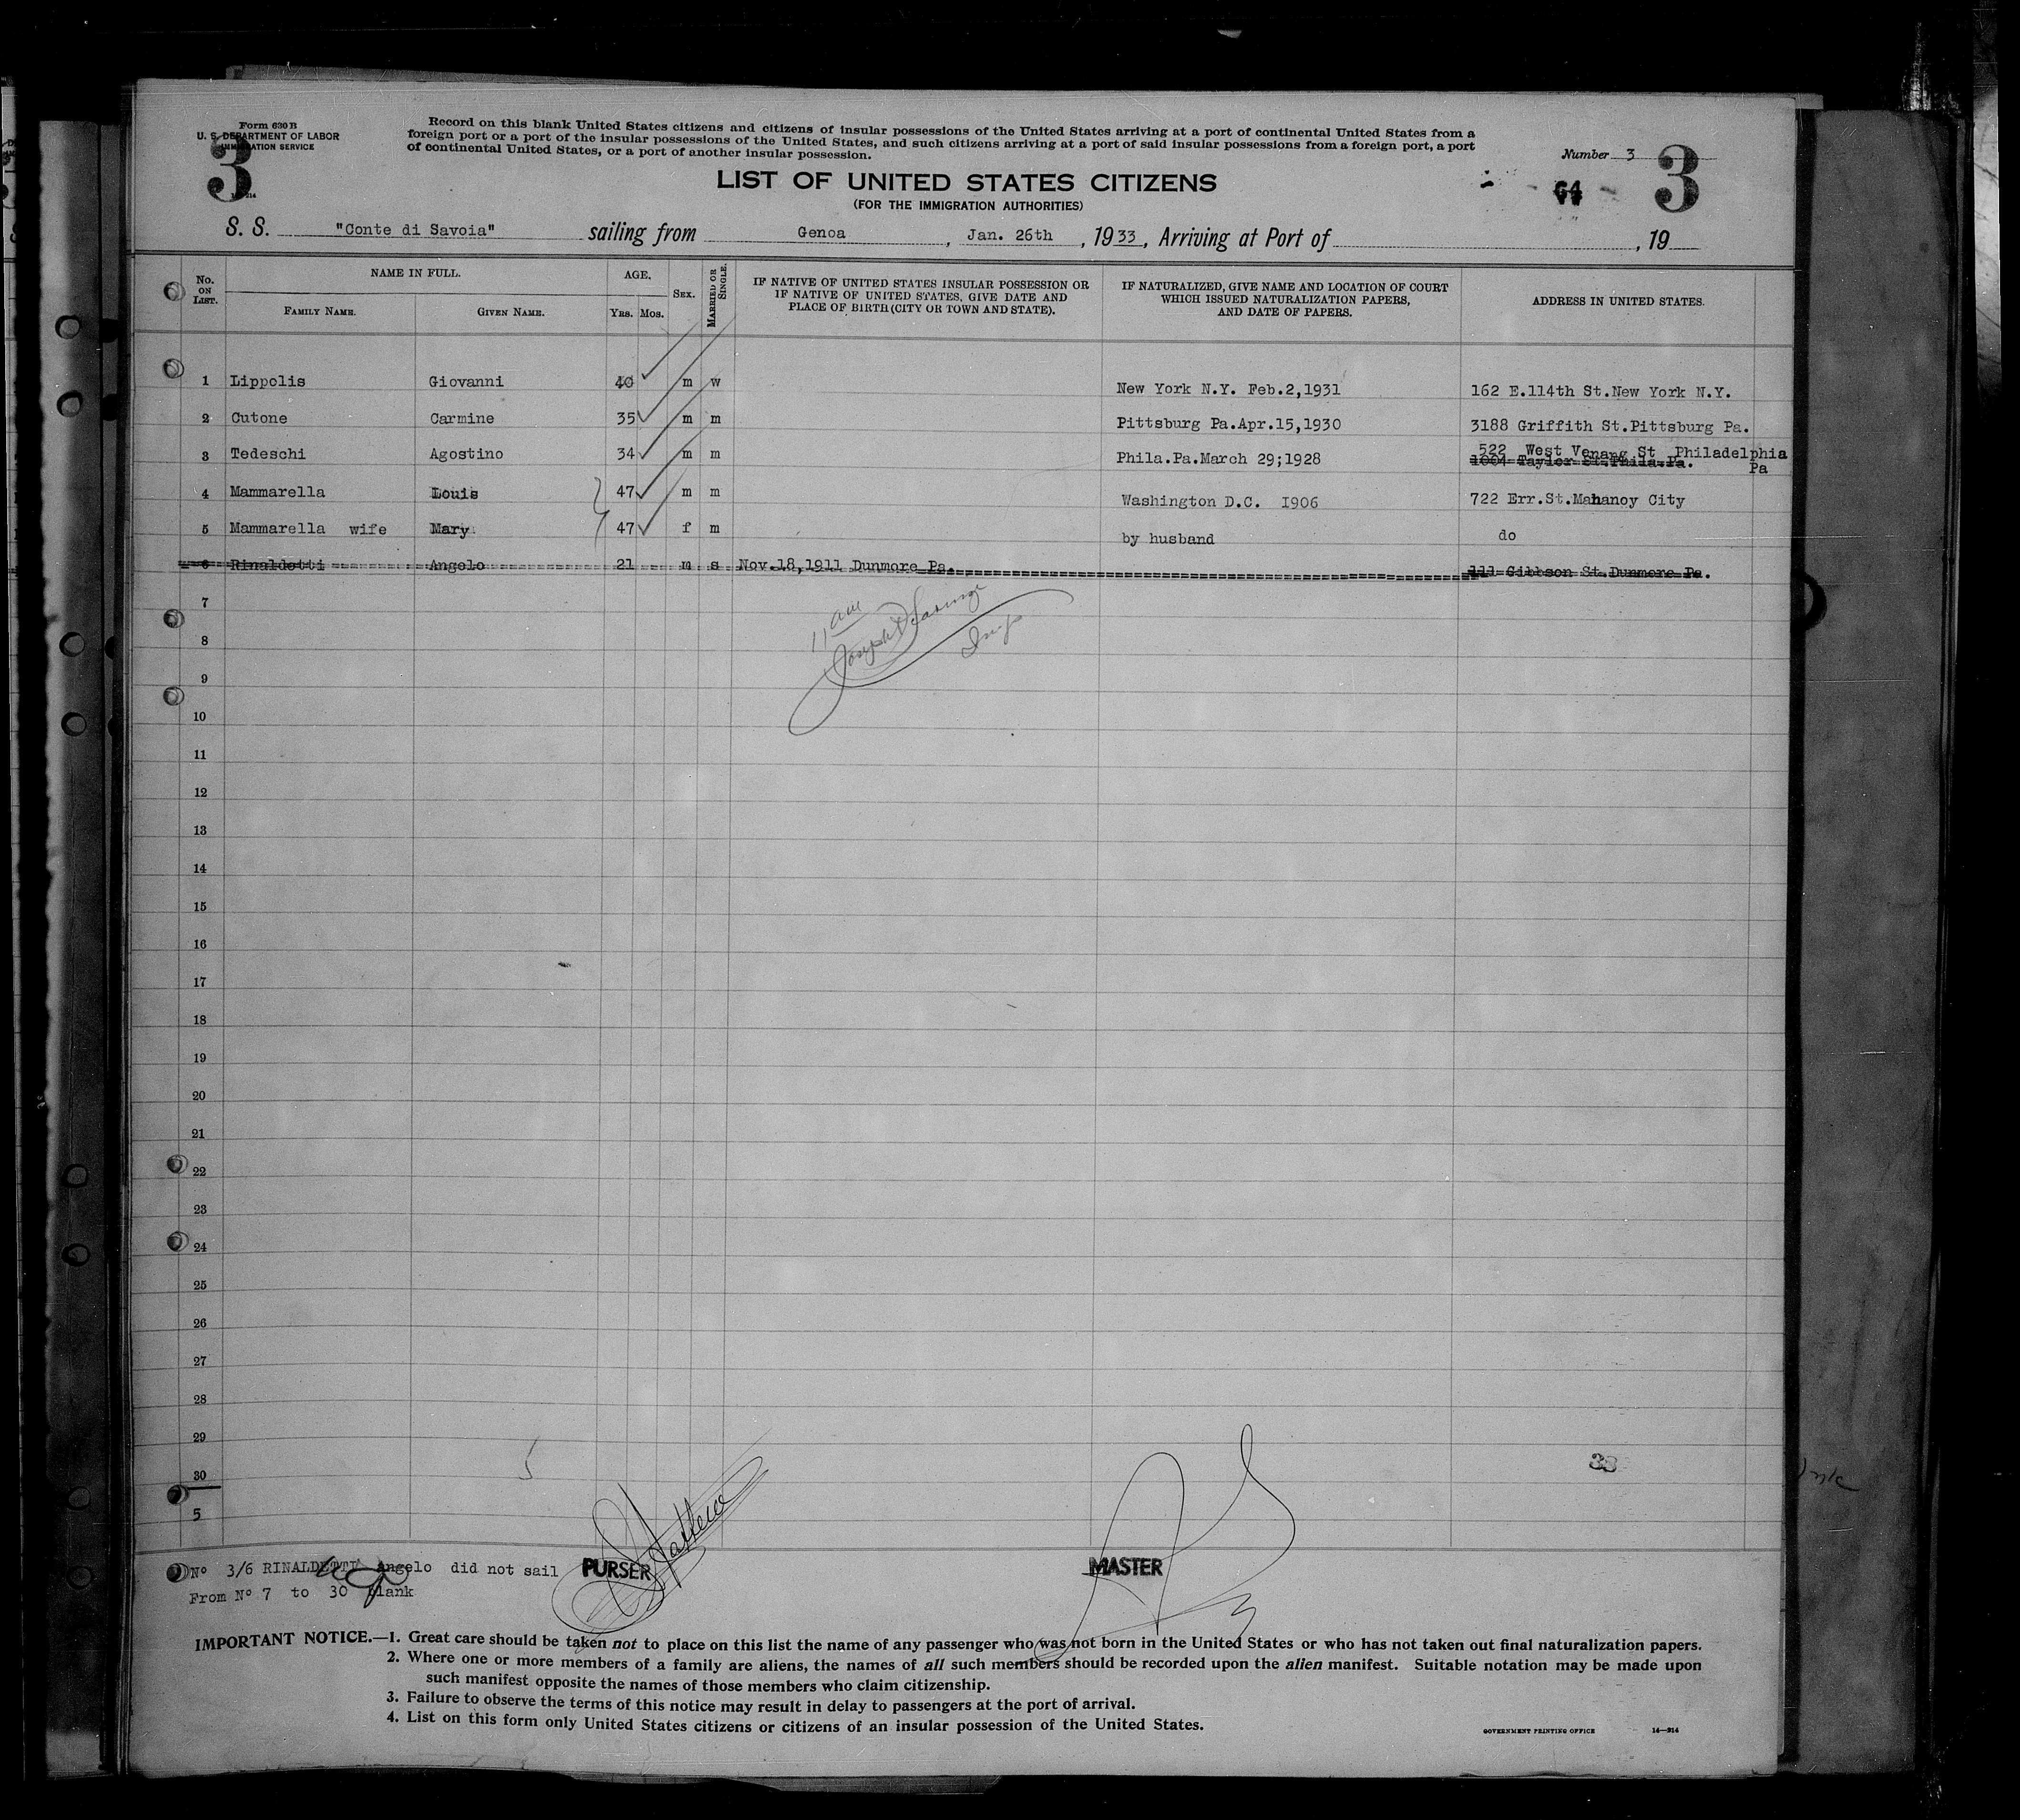 Form 630 B
U. S. DEPARTMENT OF LABOR
IMMIGRATION SERVICE
3
Record on this blank United States citizens and citizens of insular possessions of the United States arriving at a port of continental United States from a
foreign port or a port of the insular possessions of the United States, and such citizens arriving at a port of said insular possessions from a foreign port, a port
of continental United States, or a port of another insular possession.
Number 3
64
3
LIST OF UNITED STATES CITIZENS
(FOR THE IMMIGRATION AUTHORITIES)
S. S. "Conte di Savoia" sailing from Genoa, Jan. 26th, 1933, Arriving at Port of , 19
No. ON LIST. NAME IN FULL. FAMILY NAME. GIVEN NAME. AGE. YRS. MOS. SEX. MARRIED OR SINGLE. IF NATIVE OF UNITED STATES INSULAR POSSESSION OR IF NATIVE OF UNITED STATES, GIVE DATE AND PLACE OF BIRTH (CITY OR TOWN AND STATE). IF NATURALIZED, GIVE NAME AND LOCATION OF COURT WHICH ISSUED NATURALIZATION PAPERS, AND DATE OF PAPERS. ADDRESS IN UNITED STATES.
1 Lippolis Giovanni 40 m w New York N.Y. Feb.2,1931 162 E.114th St.New York N.Y.
2 Cutone Carmine 35 m m Pittsburg Pa.Apr.15,1930 3188 Griffith St.Pittsburg Pa.
3 Tedeschi Agostino 34 m m Phila.Pa.March 29;1928 522 West Venang St Philadelphia Pa
1004 Taylor St.Phila.Pa.
4 Mammarella Louis 47 m m Washington D.C. 1906 722 Err.St.Mahanoy City
5 Mammarella wife Mary 47 f m by husband do
6 Rinaldetti Angelo 21 m s Nov.18,1911 Dunmore Pa. 111 Gibbson St.Dunmore Pa.
7
11 am
Joseph
Insp
8
9
10
11
12
13
14
15
16
17
18
19
20
21
22
23
24
25
26
27
28
29
30
5
5
33
Nº 3/6 RINALDETTI Angelo did not sail
From Nº 7 to 30 blank
PURSER
MASTER
IMPORTANT NOTICE.—1. Great care should be taken not to place on this list the name of any passenger who was not born in the United States or who has not taken out final naturalization papers.
2. Where one or more members of a family are aliens, the names of all such members should be recorded upon the alien manifest. Suitable notation may be made upon
such manifest opposite the names of those members who claim citizenship.
3. Failure to observe the terms of this notice may result in delay to passengers at the port of arrival.
4. List on this form only United States citizens or citizens of an insular possession of the United States.
GOVERNMENT PRINTING OFFICE 14—214